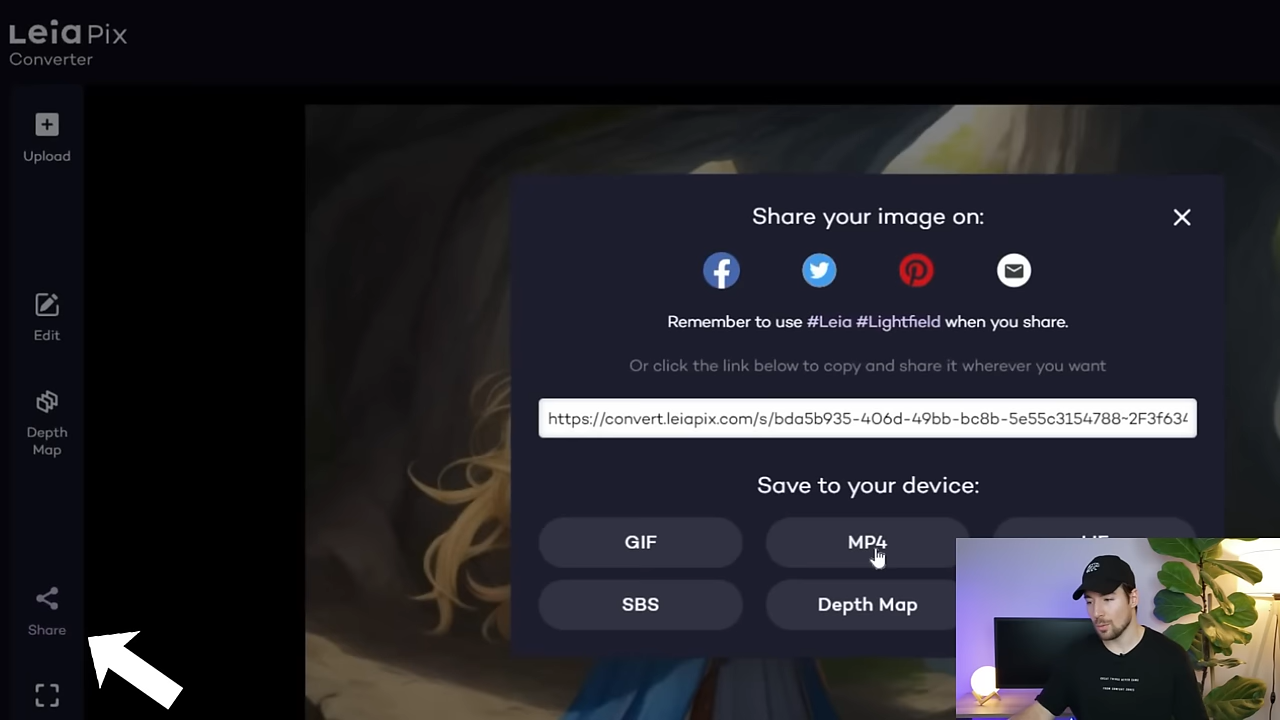 Leia Pix
Converter
Upload
Edit
Depth
Map
Share
Share your image on:
Remember to use #Leia #Lightfield when you share.
Or click the link below to copy and share it wherever you want
https://convert.leiapix.com/s/bda5b935-406d-49bb-bc8b-5e55c3154788~2F3f634
Save to your device:
GIF
MP4
SBS
Depth Map